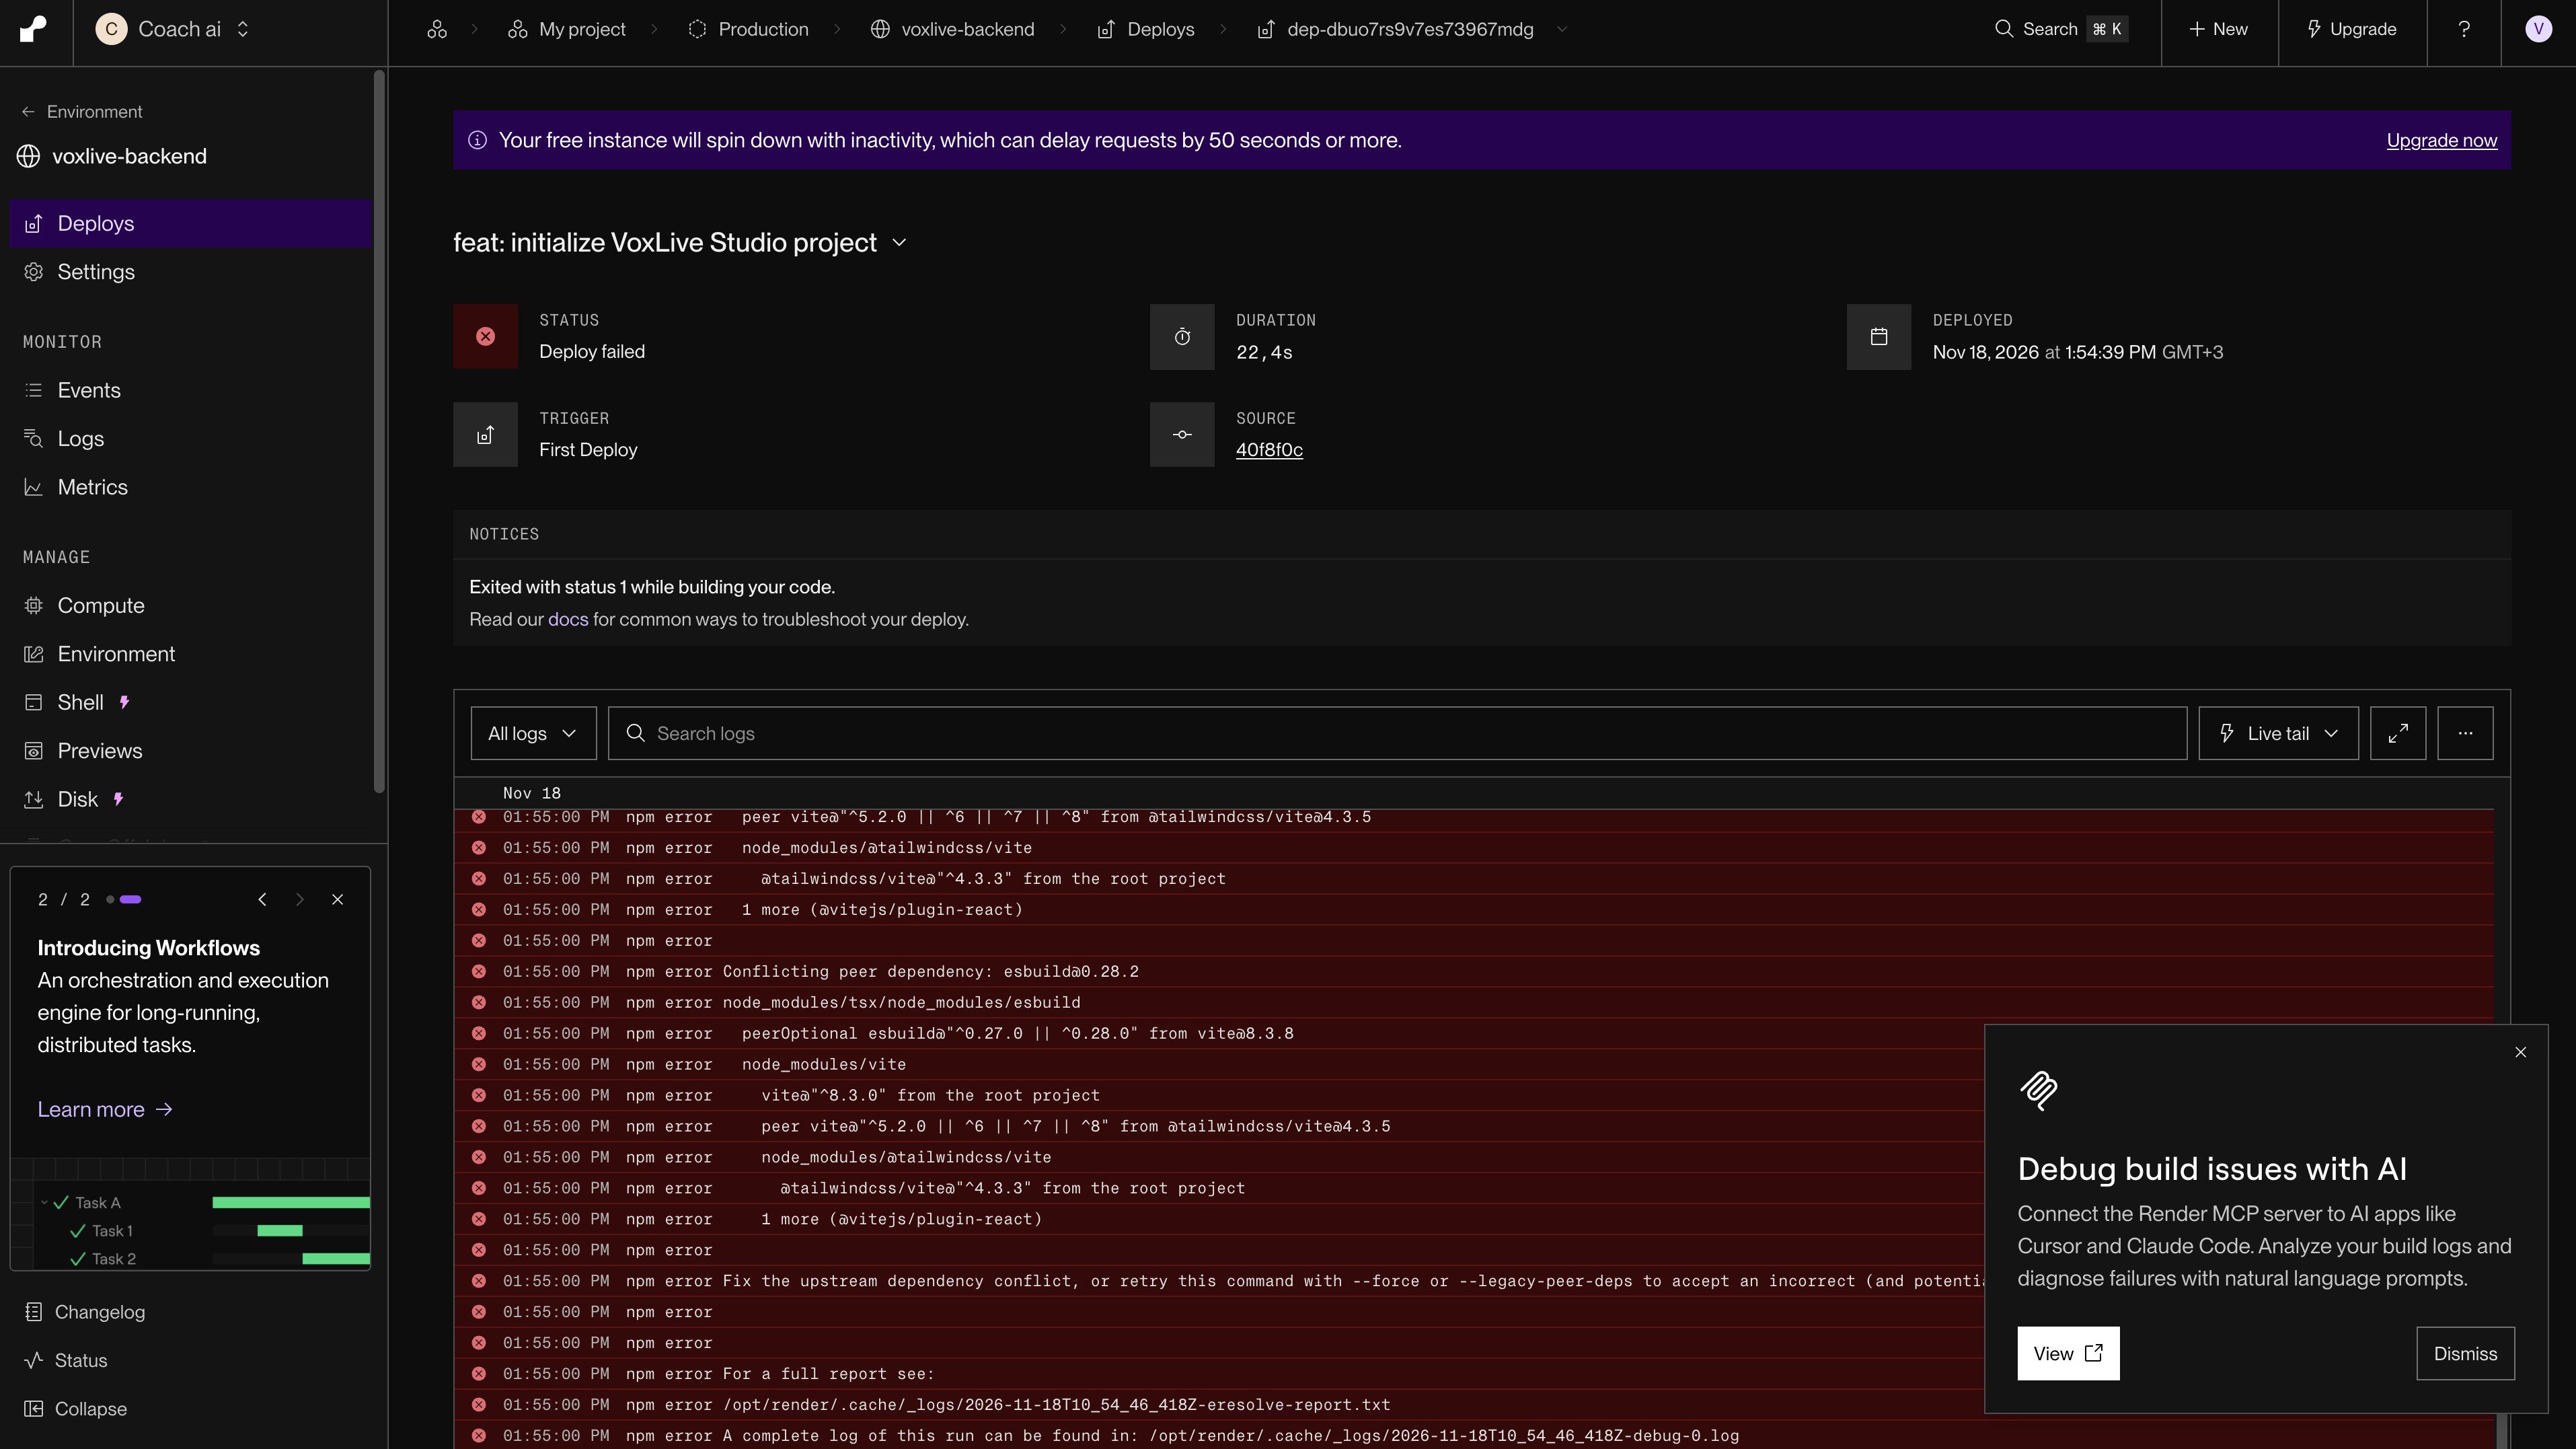 C Coach ai
My project
Production
voxlive-backend
Deploys
dep-dbuo7rs9v7es73967mdg
Search ⌘ K
+ New
Upgrade
?
V
← Environment
voxlive-backend
Deploys
Settings
MONITOR
Events
Logs
Metrics
MANAGE
Compute
Environment
Shell
Previews
Disk
2 / 2
Introducing Workflows
An orchestration and execution
engine for long-running,
distributed tasks.
Learn more →
Task A
Task 1
Task 2
Changelog
Status
Collapse
Your free instance will spin down with inactivity, which can delay requests by 50 seconds or more.
Upgrade now
feat: initialize VoxLive Studio project
STATUS
Deploy failed
DURATION
22,4s
DEPLOYED
Nov 18, 2026 at 1:54:39 PM GMT+3
TRIGGER
First Deploy
SOURCE
40f8f0c
NOTICES
Exited with status 1 while building your code.
Read our docs for common ways to troubleshoot your deploy.
All logs
Search logs
Live tail
...
Nov 18
01:55:00 PM npm error   peer vite@"^5.2.0 || ^6 || ^7 || ^8" from @tailwindcss/vite@4.3.5
01:55:00 PM npm error   node_modules/@tailwindcss/vite
01:55:00 PM npm error     @tailwindcss/vite@"^4.3.3" from the root project
01:55:00 PM npm error   1 more (@vitejs/plugin-react)
01:55:00 PM npm error
01:55:00 PM npm error Conflicting peer dependency: esbuild@0.28.2
01:55:00 PM npm error node_modules/tsx/node_modules/esbuild
01:55:00 PM npm error   peerOptional esbuild@"^0.27.0 || ^0.28.0" from vite@8.3.8
01:55:00 PM npm error   node_modules/vite
01:55:00 PM npm error     vite@"^8.3.0" from the root project
01:55:00 PM npm error     peer vite@"^5.2.0 || ^6 || ^7 || ^8" from @tailwindcss/vite@4.3.5
01:55:00 PM npm error     node_modules/@tailwindcss/vite
01:55:00 PM npm error       @tailwindcss/vite@"^4.3.3" from the root project
01:55:00 PM npm error     1 more (@vitejs/plugin-react)
01:55:00 PM npm error
01:55:00 PM npm error Fix the upstream dependency conflict, or retry this command with --force or --legacy-peer-deps to accept an incorrect (and
01:55:00 PM npm error
01:55:00 PM npm error
01:55:00 PM npm error For a full report see:
01:55:00 PM npm error /opt/render/.cache/_logs/2026-11-18T10_54_46_418Z-eresolve-report.txt
01:55:00 PM npm error A complete log of this run can be found in: /opt/render/.cache/_logs/2026-11-18T10_54_46_418Z-debug-0.log
Debug build issues with AI
Connect the Render MCP server to AI apps like
Cursor and Claude Code. Analyze your build logs and
diagnose failures with natural language prompts.
View
Dismiss